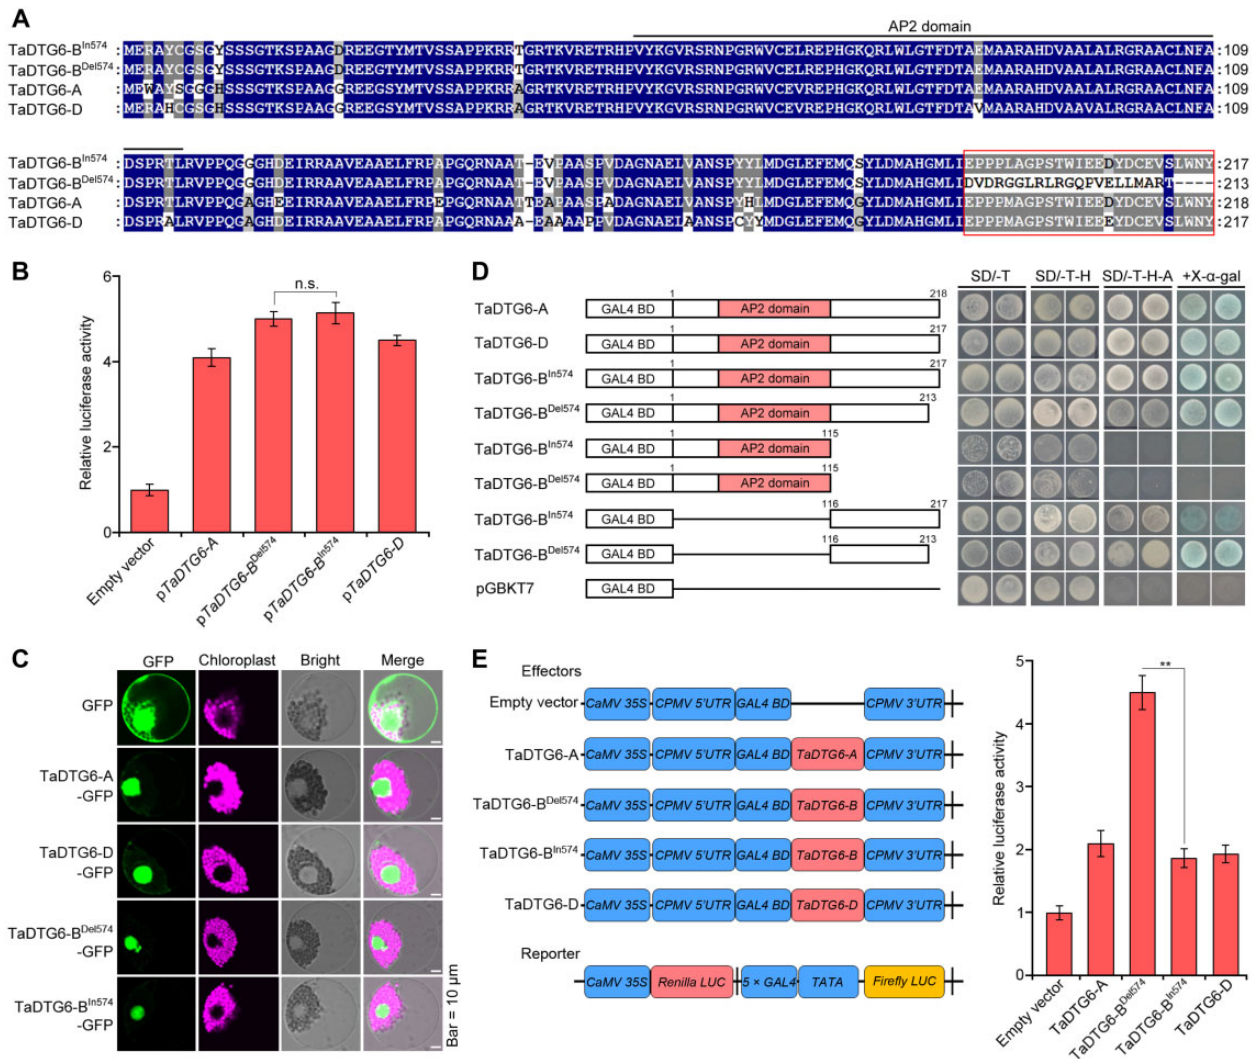 A
AP2 domain
TaDTG6-B^In574 :MERAYCGSGYSSSGTKSPAAGDREEGTYMTVSSAPPKRRTGRTKVRETRHPVYKGVRSRNPGRWVCELREPHGKQRLWLGTFDTAEMAARAHDVAALALRGRAACLNFA :109
TaDTG6-B^Del574 :MERAYCGSGYSSSGTKSPAAGDREEGTYMTVSSAPPKRRTGRTKVRETRHPVYKGVRSRNPGRWVCELREPHGKQRLWLGTFDTAEMAARAHDVAALALRGRAACLNFA :109
TaDTG6-A :MEWAYSGGGHSSSGTKSPAAGGREEGSYMTVSSAPPKRRAGRTKVRETRHPVYKGVRSRNPGRWVCEVREPHGKQRLWLGTFDTAEMAARAHDVAALALRGRAACLNFA :109
TaDTG6-D :MERAHCGSGHSSSGTKSPAAGGREEGSYMTVSSAPPKRRAGRTKVRETRHPVYKGVRSRNPGRWVCEVREPHGKQRLWLGTFDTAVMAARAHDVAAVALRGRAACLNFA :109
TaDTG6-B^In574 :DSPRTLRVPPQGGGHDEIRRAAVEAAELFRPAPGQRNAAT-EVPAASPVDAGNAELVANSPYYLMDGLEFEMQSYLDMAHGMLIEPPPLAGPSTWIEEDYDCEVSLWNY :217
TaDTG6-B^Del574 :DSPRTLRVPPQGGGHDEIRRAAVEAAELFRPAPGQRNAAT-EVPAASPVDAGNAELVANSPYYLMDGLEFEMQSYLDMAHGMLIDVDRGGLRLRGQPVELLMART---- :213
TaDTG6-A :DSPRTLRVPPQGAGHEEIRRAAVEAAELFRPEPGQRNAATTEAPAASPADAGNAELVANSPYHLMDGLEFEMQGYLDMAHGMLIEPPPMAGPSTWIEEDYDCEVSLWNY :218
TaDTG6-D :DSPRALRVPPQGAGHDEIRRAAVEAAELFRPAPGQRNAAA-EAAAAPPVDAGNAELAANSPCYYMDGLEFEMQGYLDMAHGMLIEPPPMAGPSTWIEEEYDCEVSLWNY :217
B
Relative luciferase activity
6
4
2
0
n.s.
Empty vector
pTaDTG6-A
pTaDTG6-B^Del574
pTaDTG6-B^In574
pTaDTG6-D
C
GFP Chloroplast Bright Merge
GFP
TaDTG6-A
-GFP
TaDTG6-D
-GFP
TaDTG6-B^Del574
-GFP
TaDTG6-B^In574
-GFP
Bar = 10 µm
D
SD/-T SD/-T-H SD/-T-H-A +X-α-gal
TaDTG6-A GAL4 BD 1 AP2 domain 218
TaDTG6-D GAL4 BD AP2 domain 217
TaDTG6-B^In574 GAL4 BD 1 AP2 domain 217
TaDTG6-B^Del574 GAL4 BD 1 AP2 domain 213
TaDTG6-B^In574 GAL4 BD 1 AP2 domain 115
TaDTG6-B^Del574 GAL4 BD 1 AP2 domain 115
TaDTG6-B^In574 GAL4 BD 116 217
TaDTG6-B^Del574 GAL4 BD 116 213
pGBKT7 GAL4 BD
E
Effectors
Empty vector CaMV 35S CPMV 5'UTR GAL4 BD CPMV 3'UTR
TaDTG6-A CaMV 35S CPMV 5'UTR GAL4 BD TaDTG6-A CPMV 3'UTR
TaDTG6-B^Del574 CaMV 35S CPMV 5'UTR GAL4 BD TaDTG6-B CPMV 3'UTR
TaDTG6-B^In574 CaMV 35S CPMV 5'UTR GAL4 BD TaDTG6-B CPMV 3'UTR
TaDTG6-D CaMV 35S CPMV 5'UTR GAL4 BD TaDTG6-D CPMV 3'UTR
Reporter
CaMV 35S Renilla LUC 5 × GAL4 TATA Firefly LUC
Relative luciferase activity
5
4
3
2
1
0
**
Empty vector
TaDTG6-A
TaDTG6-B^Del574
TaDTG6-B^In574
TaDTG6-D